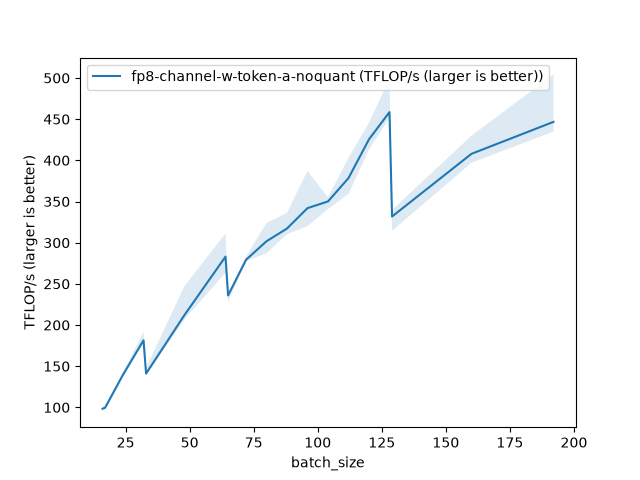 fp8-channel-w-token-a-noquant (TFLOP/s (larger is better))
TFLOP/s (larger is better)
500
450
400
350
300
250
200
150
100
25 50 75 100 125 150 175 200
batch_size